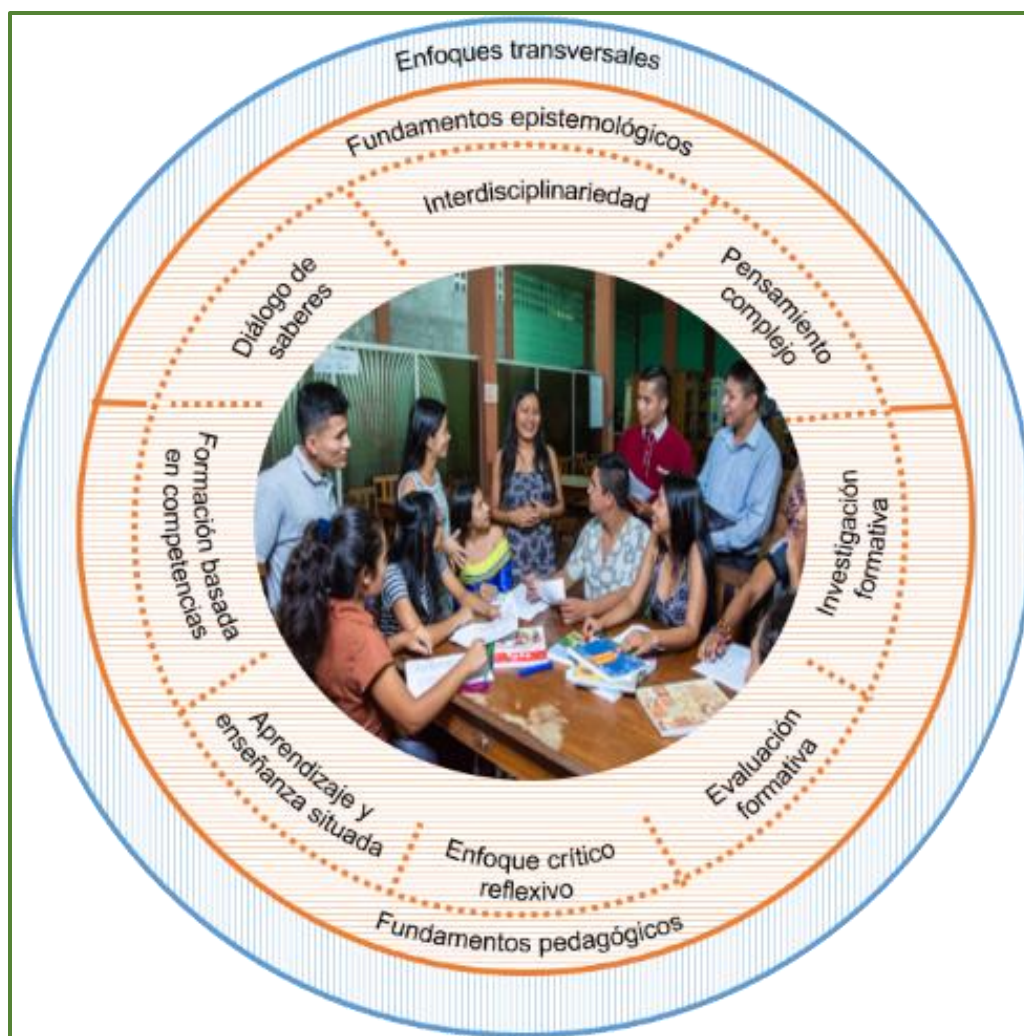 Enfoques transversales
Fundamentos epistemológicos
Interdisciplinariedad
Diálogo de
saberes
Pensamiento
complejo
Formación basada
en competencias
Investigación
formativa
Aprendizaje y
enseñanza situada
Evaluación
formativa
Enfoque crítico
reflexivo
Fundamentos pedagógicos